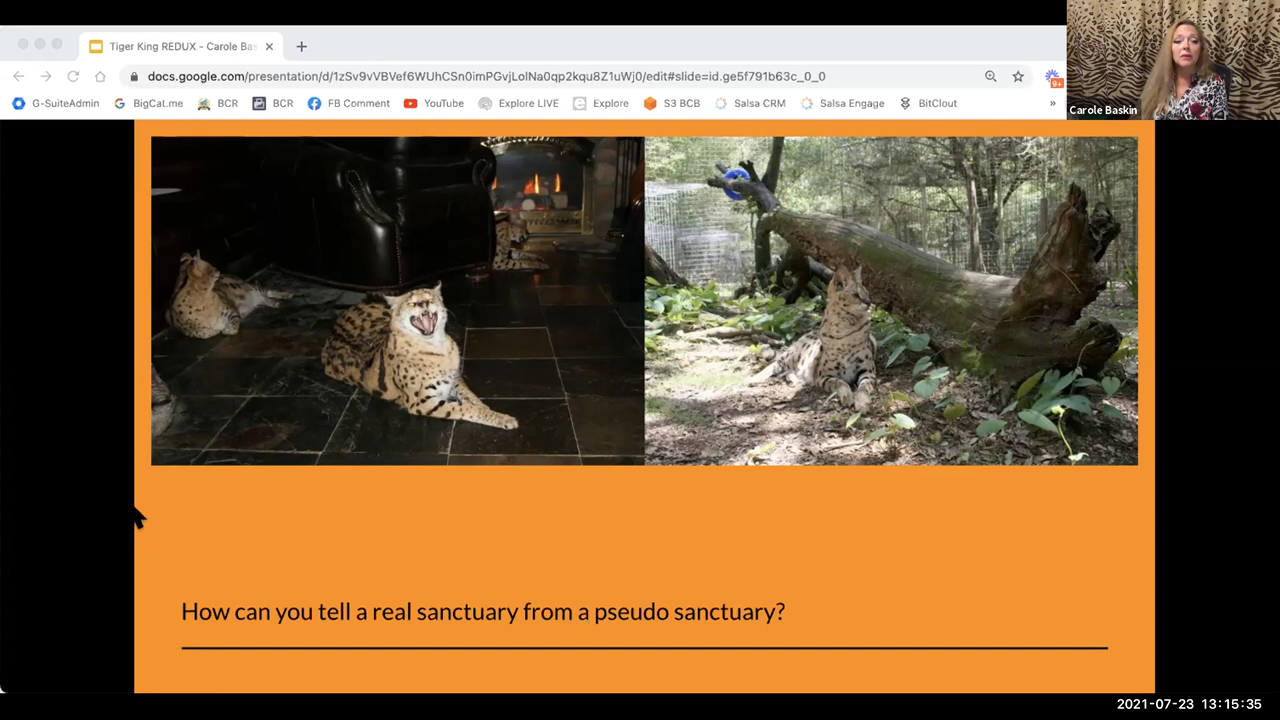 Tiger King REDUX - Carole Bas
docs.google.com/presentation/d/1zSv9vVBVef6WUhCSn0imPGvjLolNa0qp2kqu8Z1uWj0/edit#slide=id.ge5f791b63c_0_0
9+
G-SuiteAdmin BigCat.me BCR BCR FB Comment YouTube Explore LIVE Explore S3 BCB Salsa CRM Salsa Engage BitClout »
Carole Baskin
How can you tell a real sanctuary from a pseudo sanctuary?
2021-07-23 13:15:35